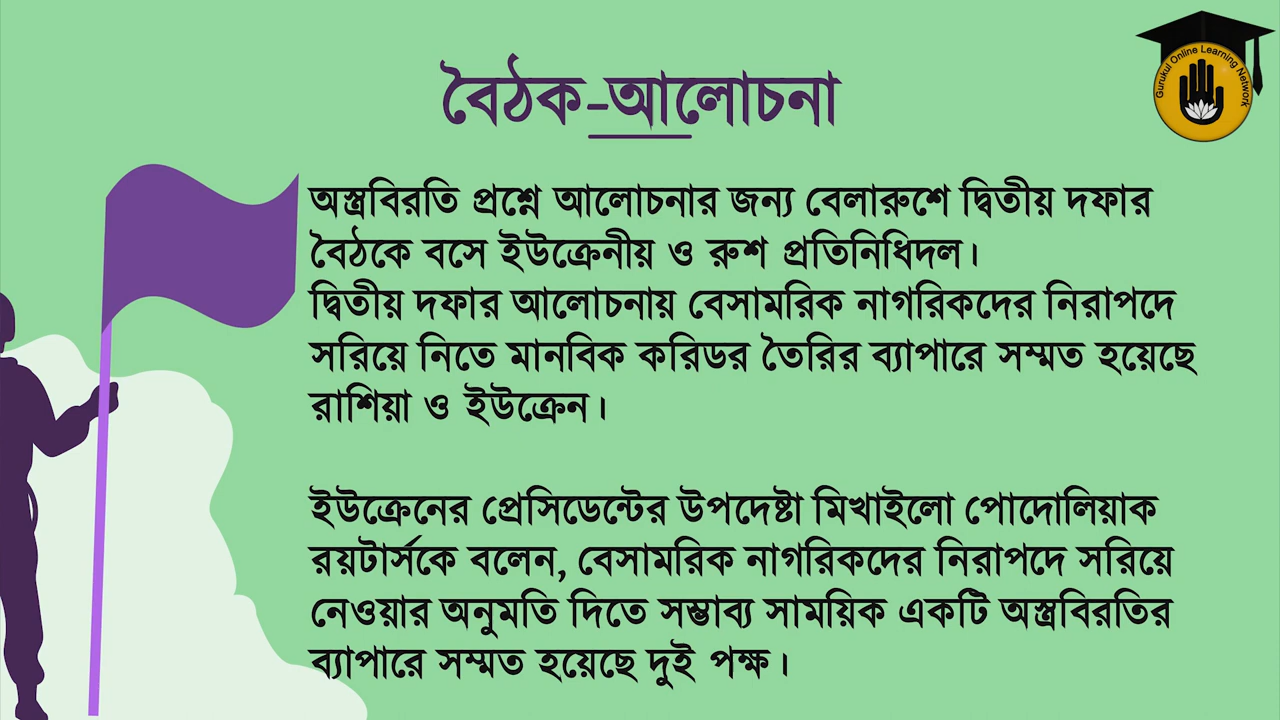 Gurukul Online Learning Network
বৈঠক-আলোচনা
অস্ত্রবিরতি প্রশ্নে আলোচনার জন্য বেলারুশে দ্বিতীয় দফার
বৈঠকে বসে ইউক্রেনীয় ও রুশ প্রতিনিধিদল।
দ্বিতীয় দফার আলোচনায় বেসামরিক নাগরিকদের নিরাপদে
সরিয়ে নিতে মানবিক করিডর তৈরির ব্যাপারে সম্মত হয়েছে
রাশিয়া ও ইউক্রেন।
ইউক্রেনের প্রেসিডেন্টের উপদেষ্টা মিখাইলো পোদোলিয়াক
রয়টার্সকে বলেন, বেসামরিক নাগরিকদের নিরাপদে সরিয়ে
নেওয়ার অনুমতি দিতে সম্ভাব্য সাময়িক একটি অস্ত্রবিরতির
ব্যাপারে সম্মত হয়েছে দুই পক্ষ।